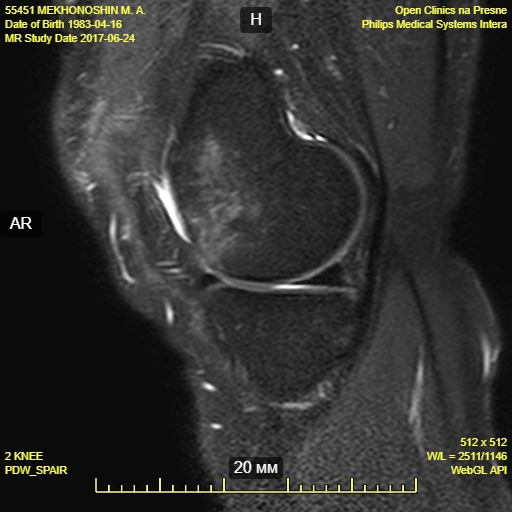 55451 MEKHONOSHIN M. A.
Date of Birth 1983-04-16
MR Study Date 2017-06-24
H
Open Clinics na Presne
Philips Medical Systems Intera
AR
2 KNEE
PDW_SPAIR
20 мм
512 x 512
W/L = 2511/1146
WebGL API